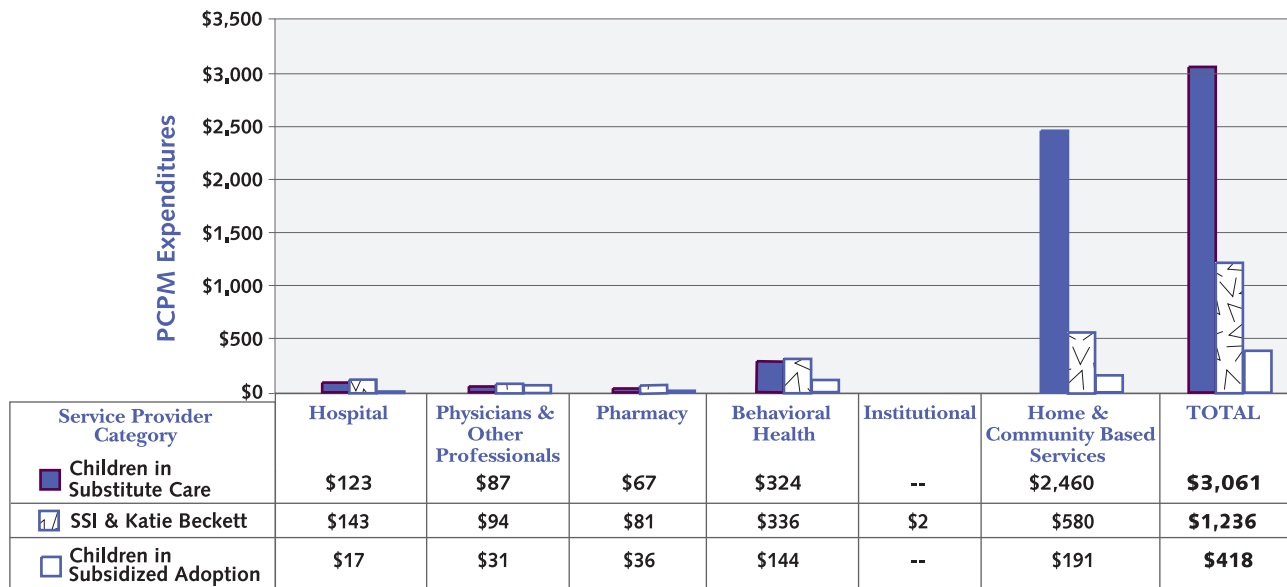 $3,500
$3,000
$2,500
$2,000
$1,500
$1,000
$500
$0
PCPM Expenditures
Service Provider
Category
Hospital
Physicians &
Other
Professionals
Pharmacy
Behavioral
Health
Institutional
Home &
Community Based
Services
TOTAL
Children in
Substitute Care
$123 $87 $67 $324 -- $2,460 $3,061
SSI & Katie Beckett $143 $94 $81 $336 $2 $580 $1,236
Children in
Subsidized Adoption
$17 $31 $36 $144 -- $191 $418